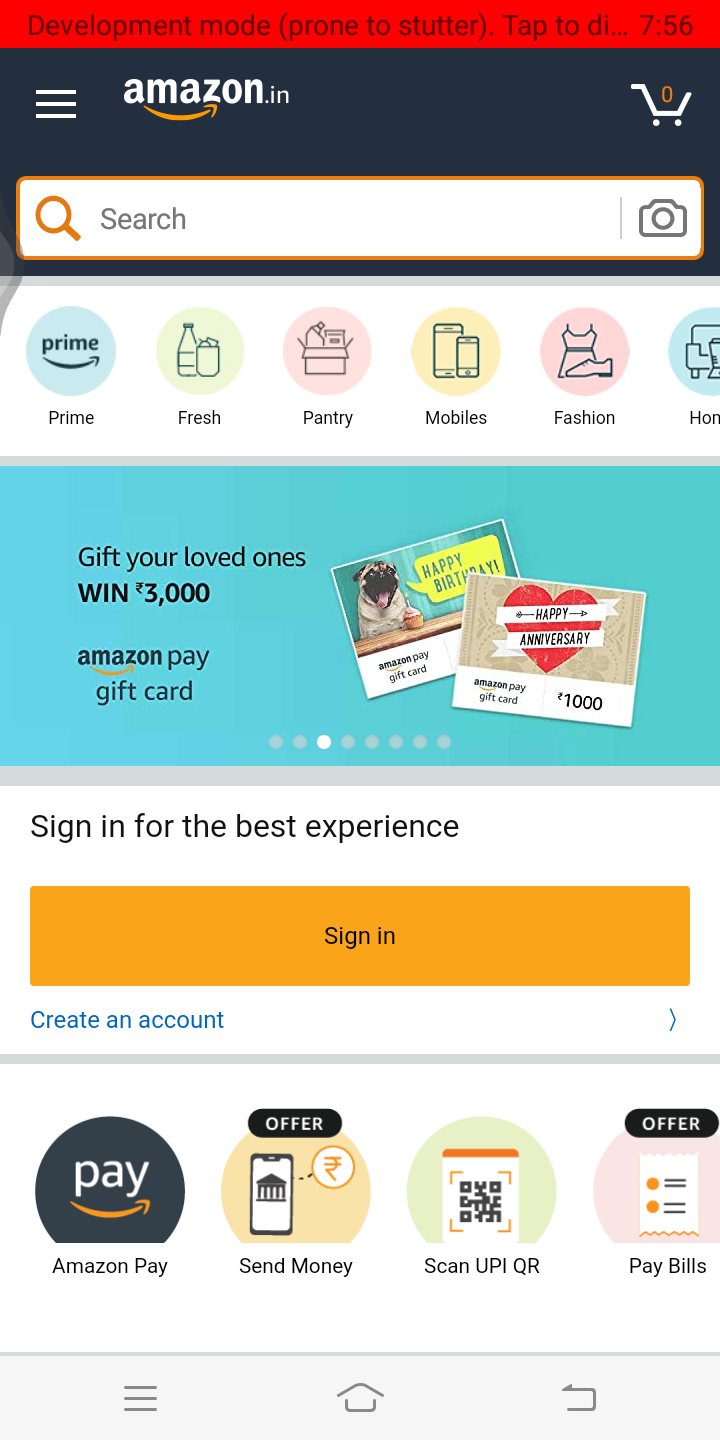 Development mode (prone to stutter). Tap to di... 7:56
amazon.in
0
Search
prime
Prime
Fresh
Pantry
Mobiles
Fashion
Hon
Gift your loved ones
WIN ₹3,000
amazon pay
gift card
HAPPY
BIRTHDAY!
amazon pay
gift card
HAPPY
ANNIVERSARY
amazon pay
gift card
₹1000
Sign in for the best experience
Sign in
Create an account
OFFER
OFFER
pay
₹
Amazon Pay
Send Money
Scan UPI QR
Pay Bills